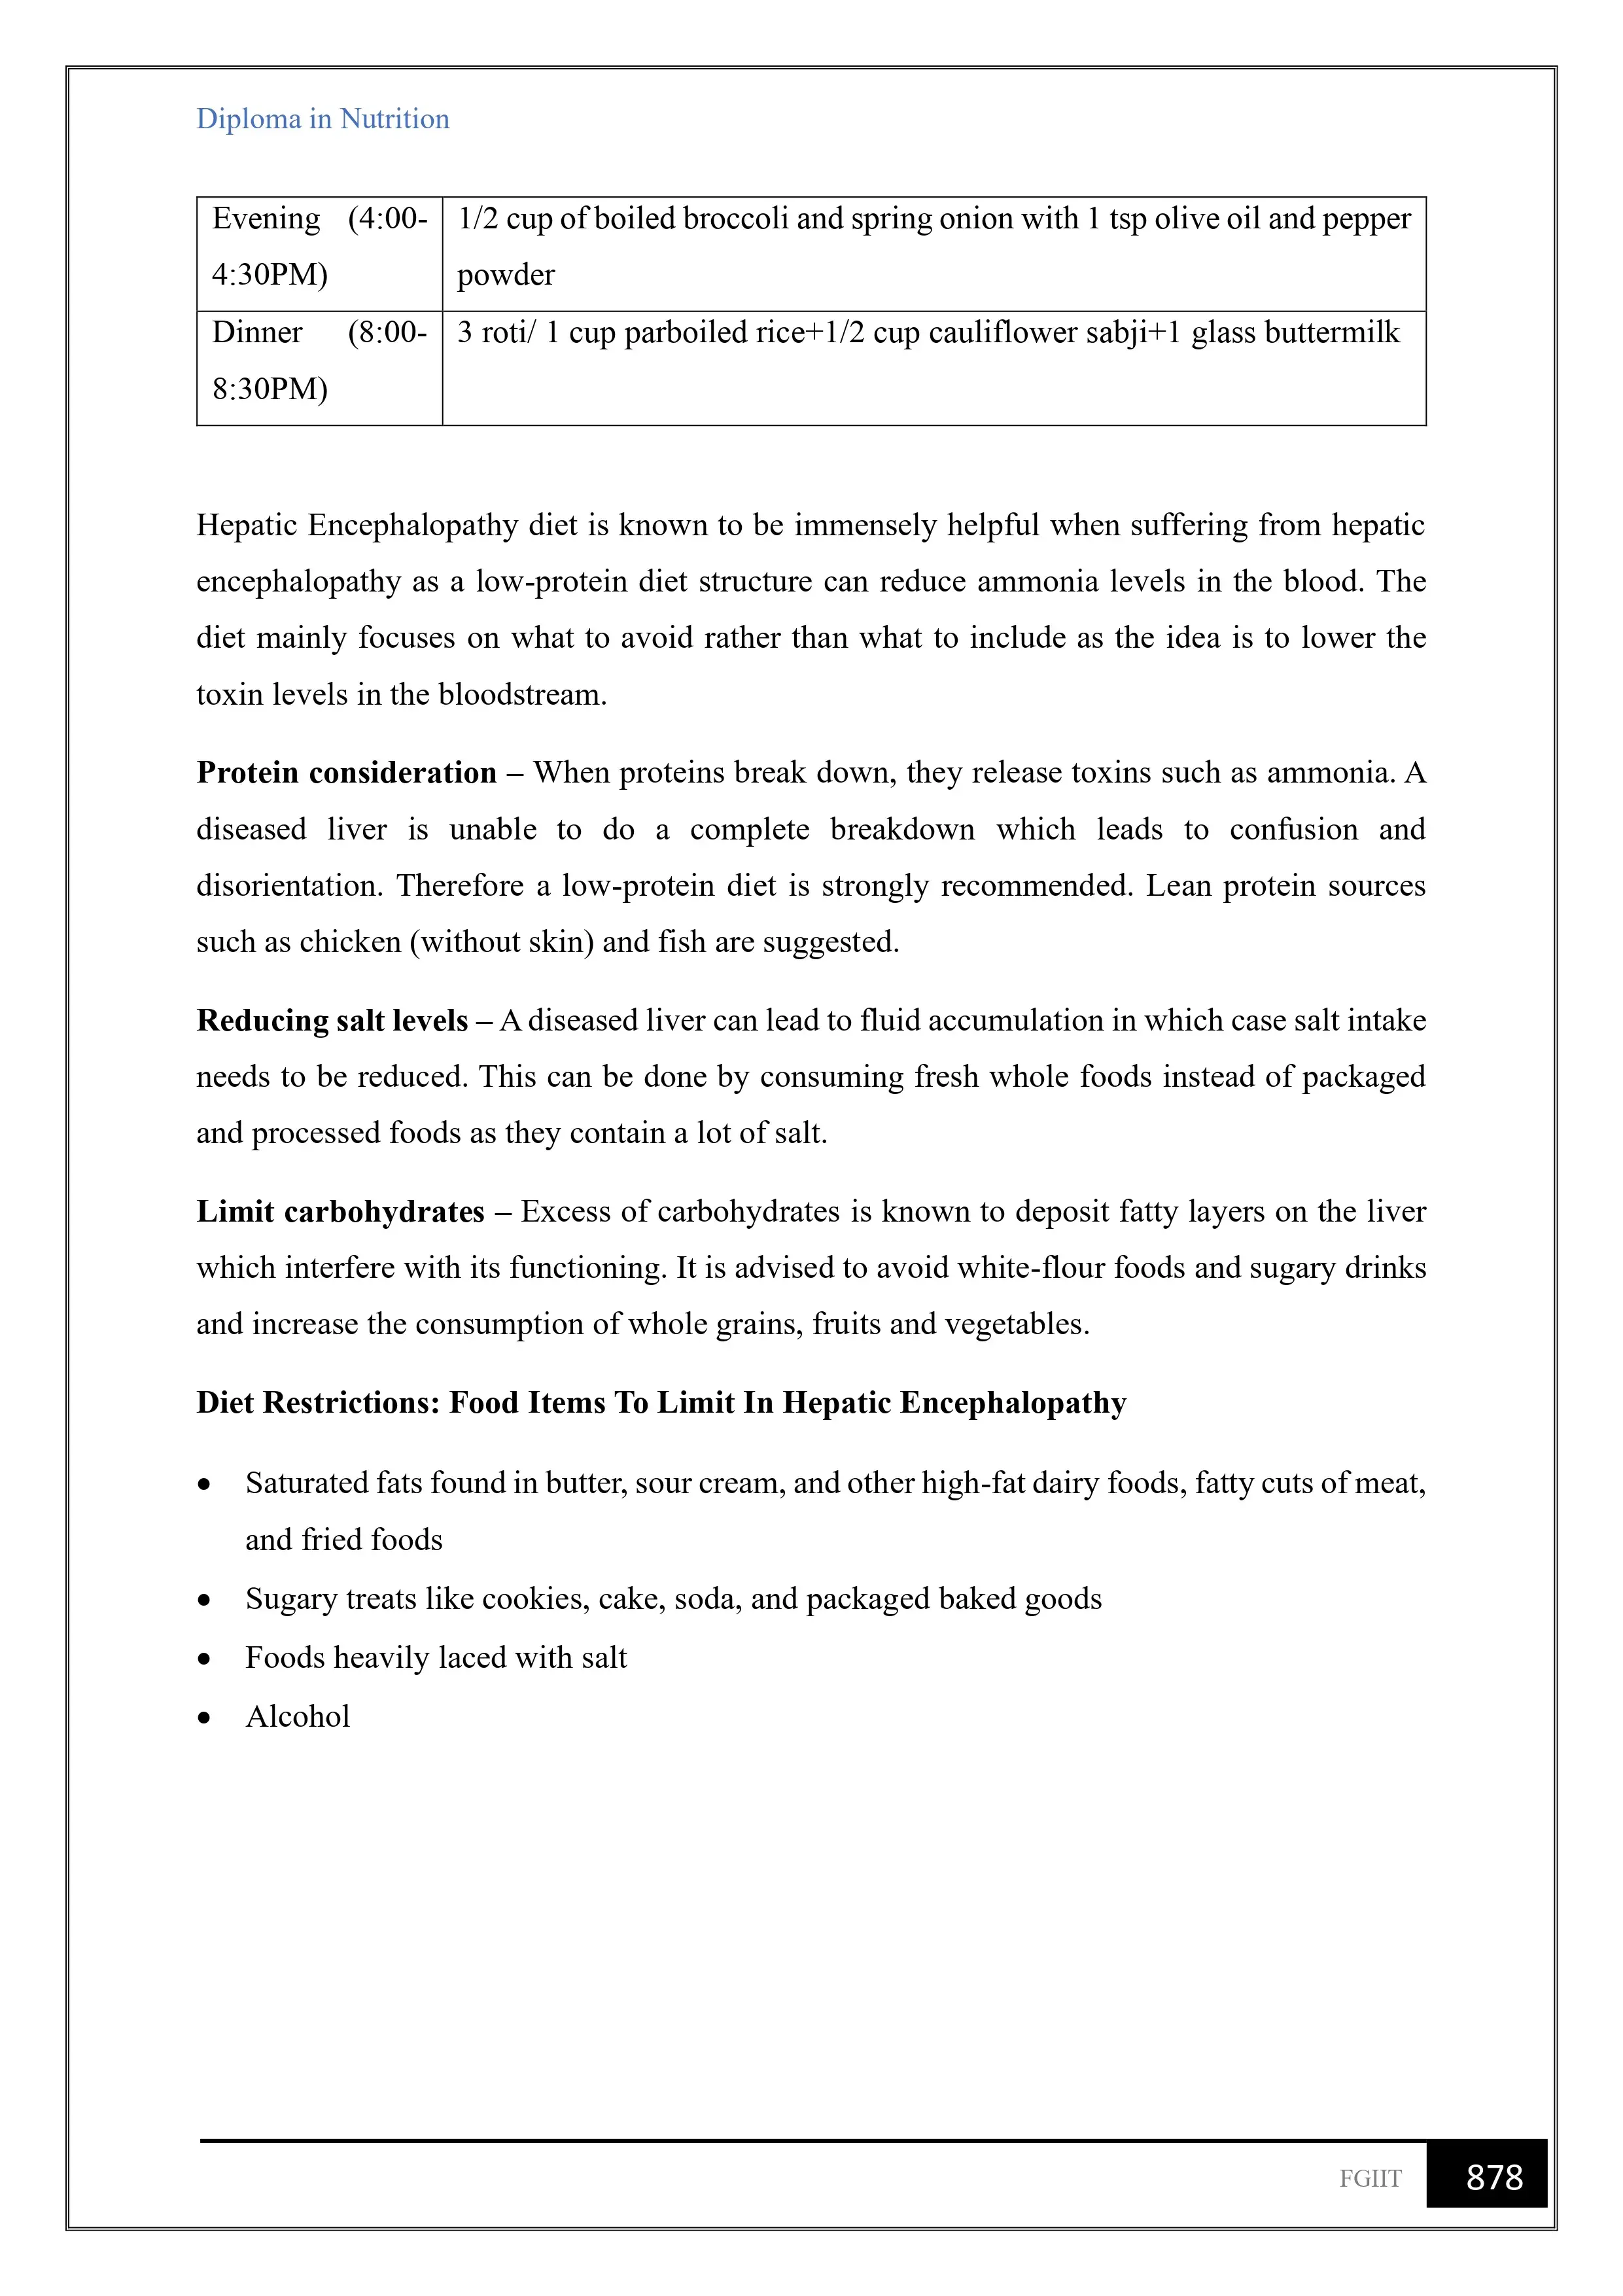 Diploma in Nutrition
Evening (4:00-
4:30PM)
1/2 cup of boiled broccoli and spring onion with 1 tsp olive oil and pepper
powder
Dinner (8:00-
8:30PM)
3 roti/ 1 cup parboiled rice+1/2 cup cauliflower sabji+1 glass buttermilk
Hepatic Encephalopathy diet is known to be immensely helpful when suffering from hepatic
encephalopathy as a low-protein diet structure can reduce ammonia levels in the blood. The
diet mainly focuses on what to avoid rather than what to include as the idea is to lower the
toxin levels in the bloodstream.
Protein consideration – When proteins break down, they release toxins such as ammonia. A
diseased liver is unable to do a complete breakdown which leads to confusion and
disorientation. Therefore a low-protein diet is strongly recommended. Lean protein sources
such as chicken (without skin) and fish are suggested.
Reducing salt levels – A diseased liver can lead to fluid accumulation in which case salt intake
needs to be reduced. This can be done by consuming fresh whole foods instead of packaged
and processed foods as they contain a lot of salt.
Limit carbohydrates – Excess of carbohydrates is known to deposit fatty layers on the liver
which interfere with its functioning. It is advised to avoid white-flour foods and sugary drinks
and increase the consumption of whole grains, fruits and vegetables.
Diet Restrictions: Food Items To Limit In Hepatic Encephalopathy
• Saturated fats found in butter, sour cream, and other high-fat dairy foods, fatty cuts of meat,
and fried foods
• Sugary treats like cookies, cake, soda, and packaged baked goods
• Foods heavily laced with salt
• Alcohol
FGIIT 878